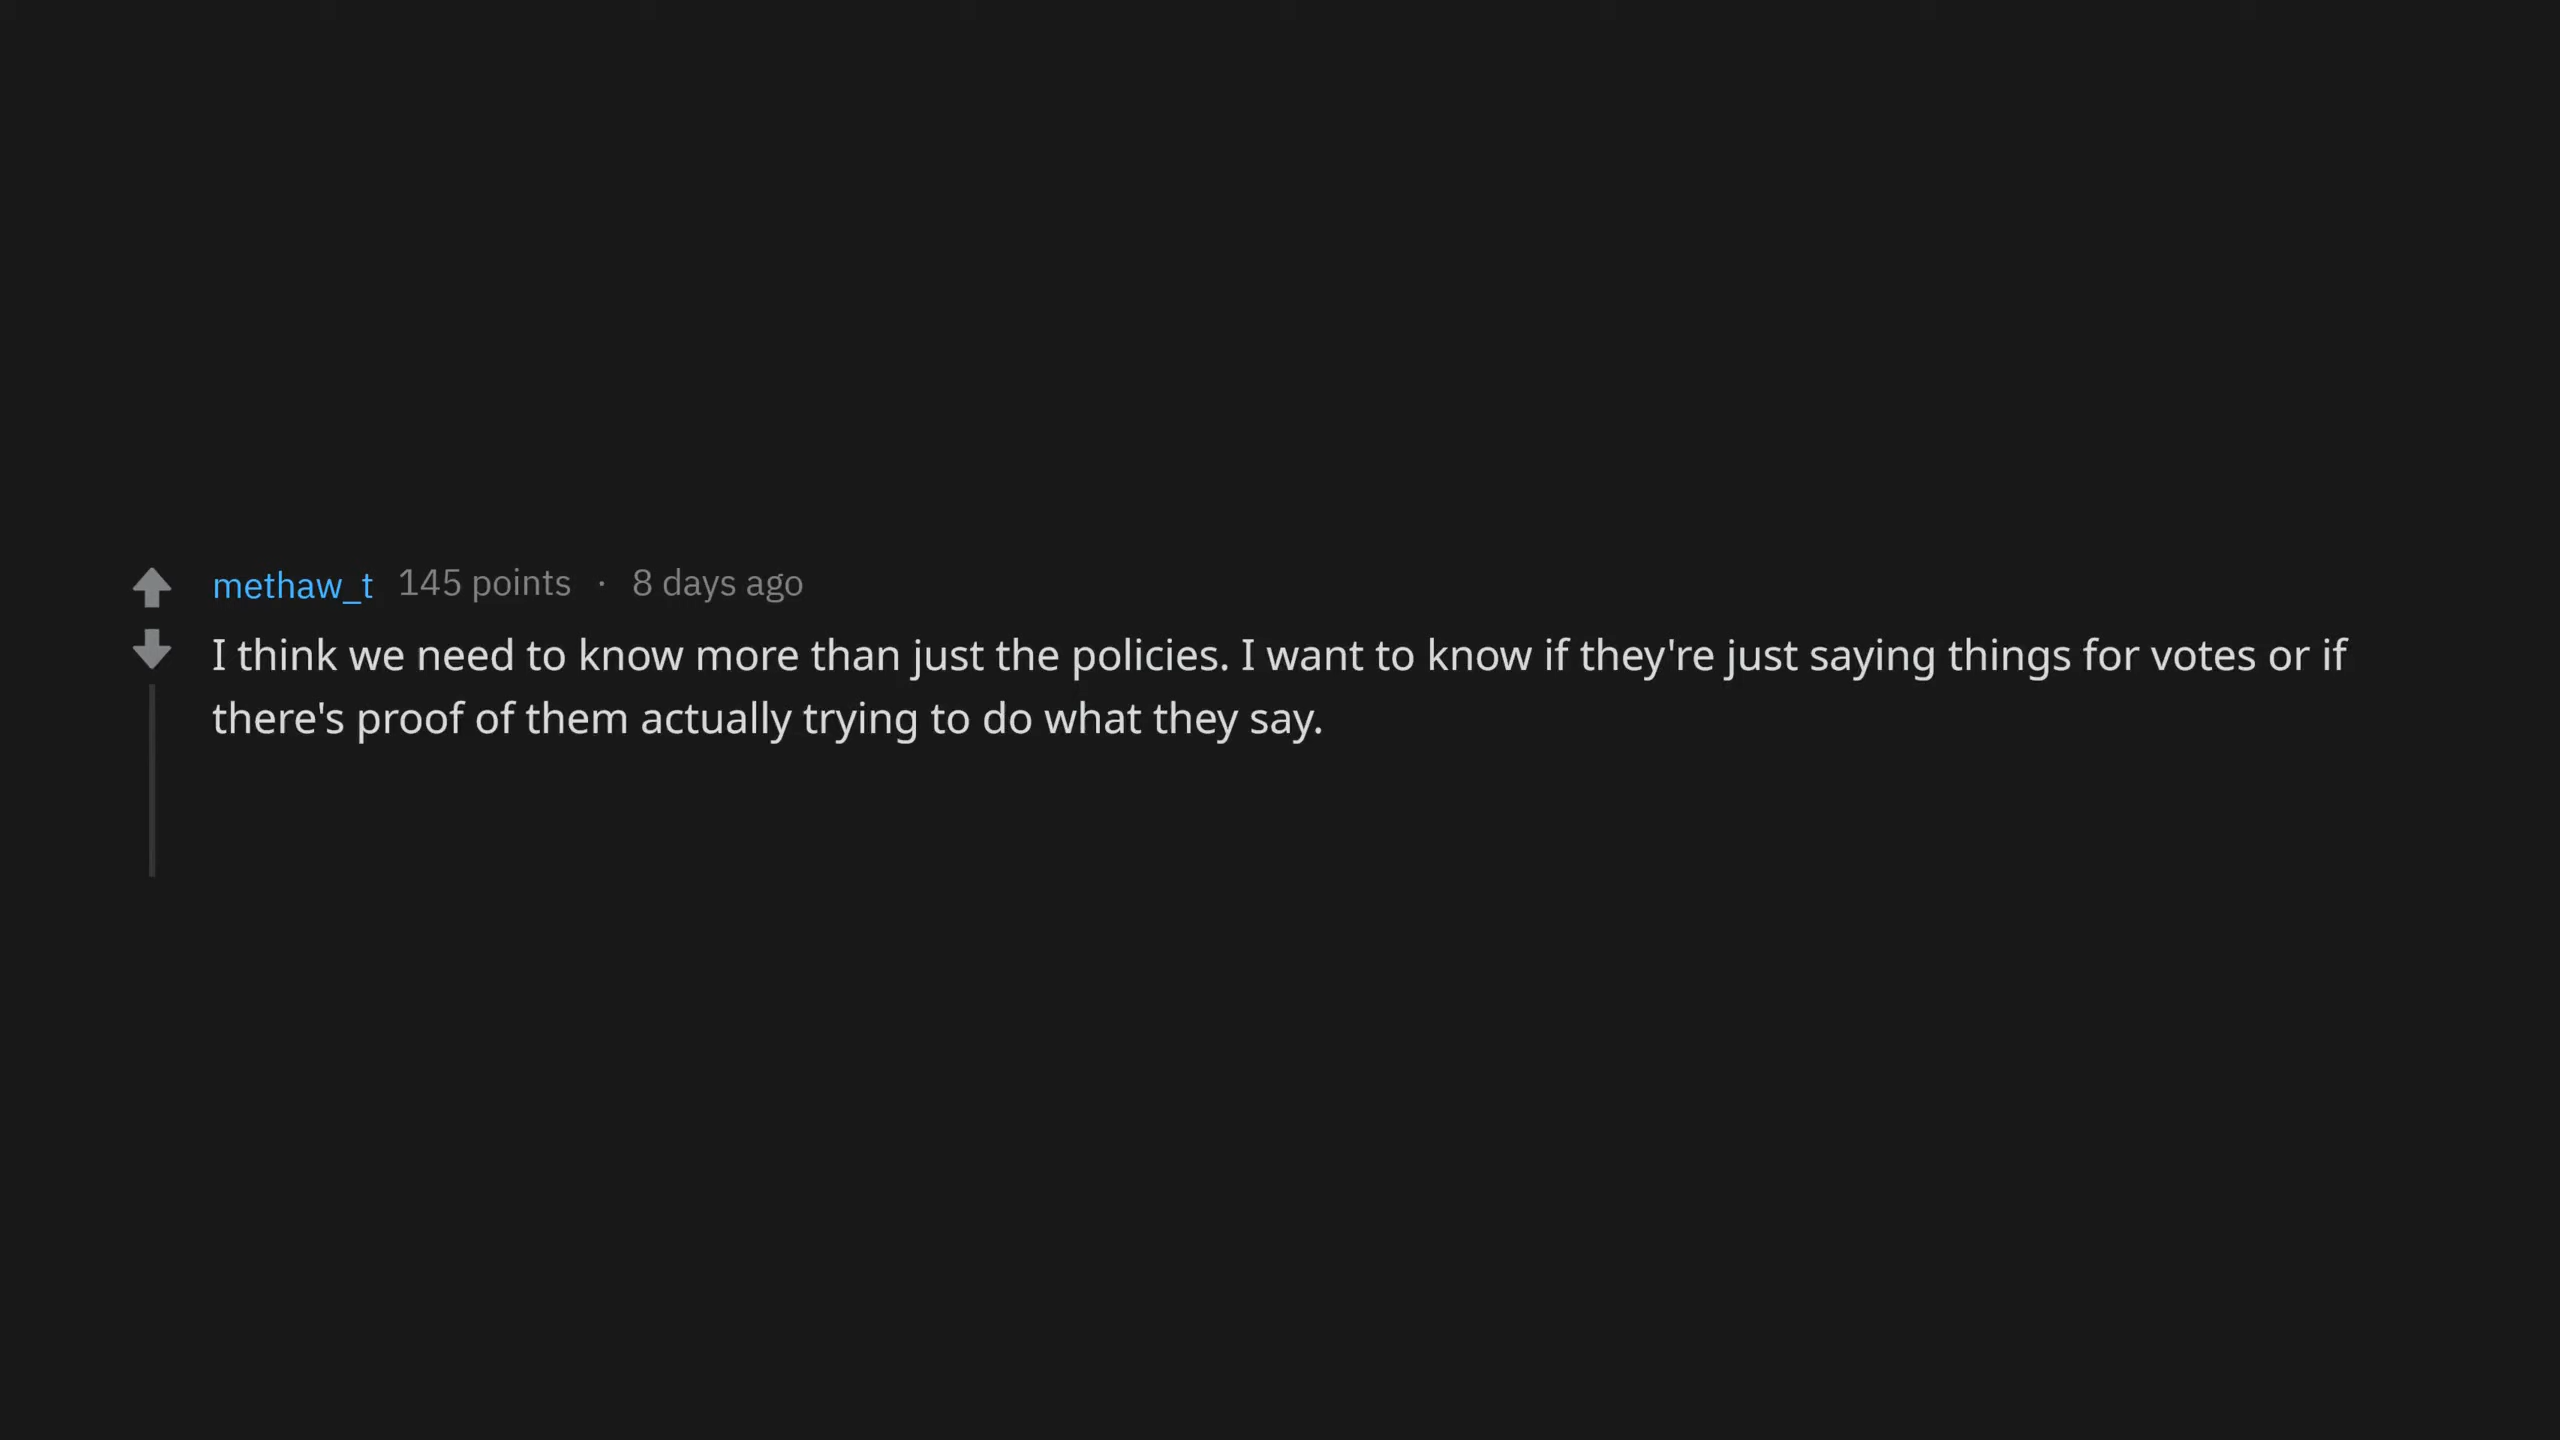 methaw_t 145 points · 8 days ago
I think we need to know more than just the policies. I want to know if they're just saying things for votes or if
there's proof of them actually trying to do what they say.